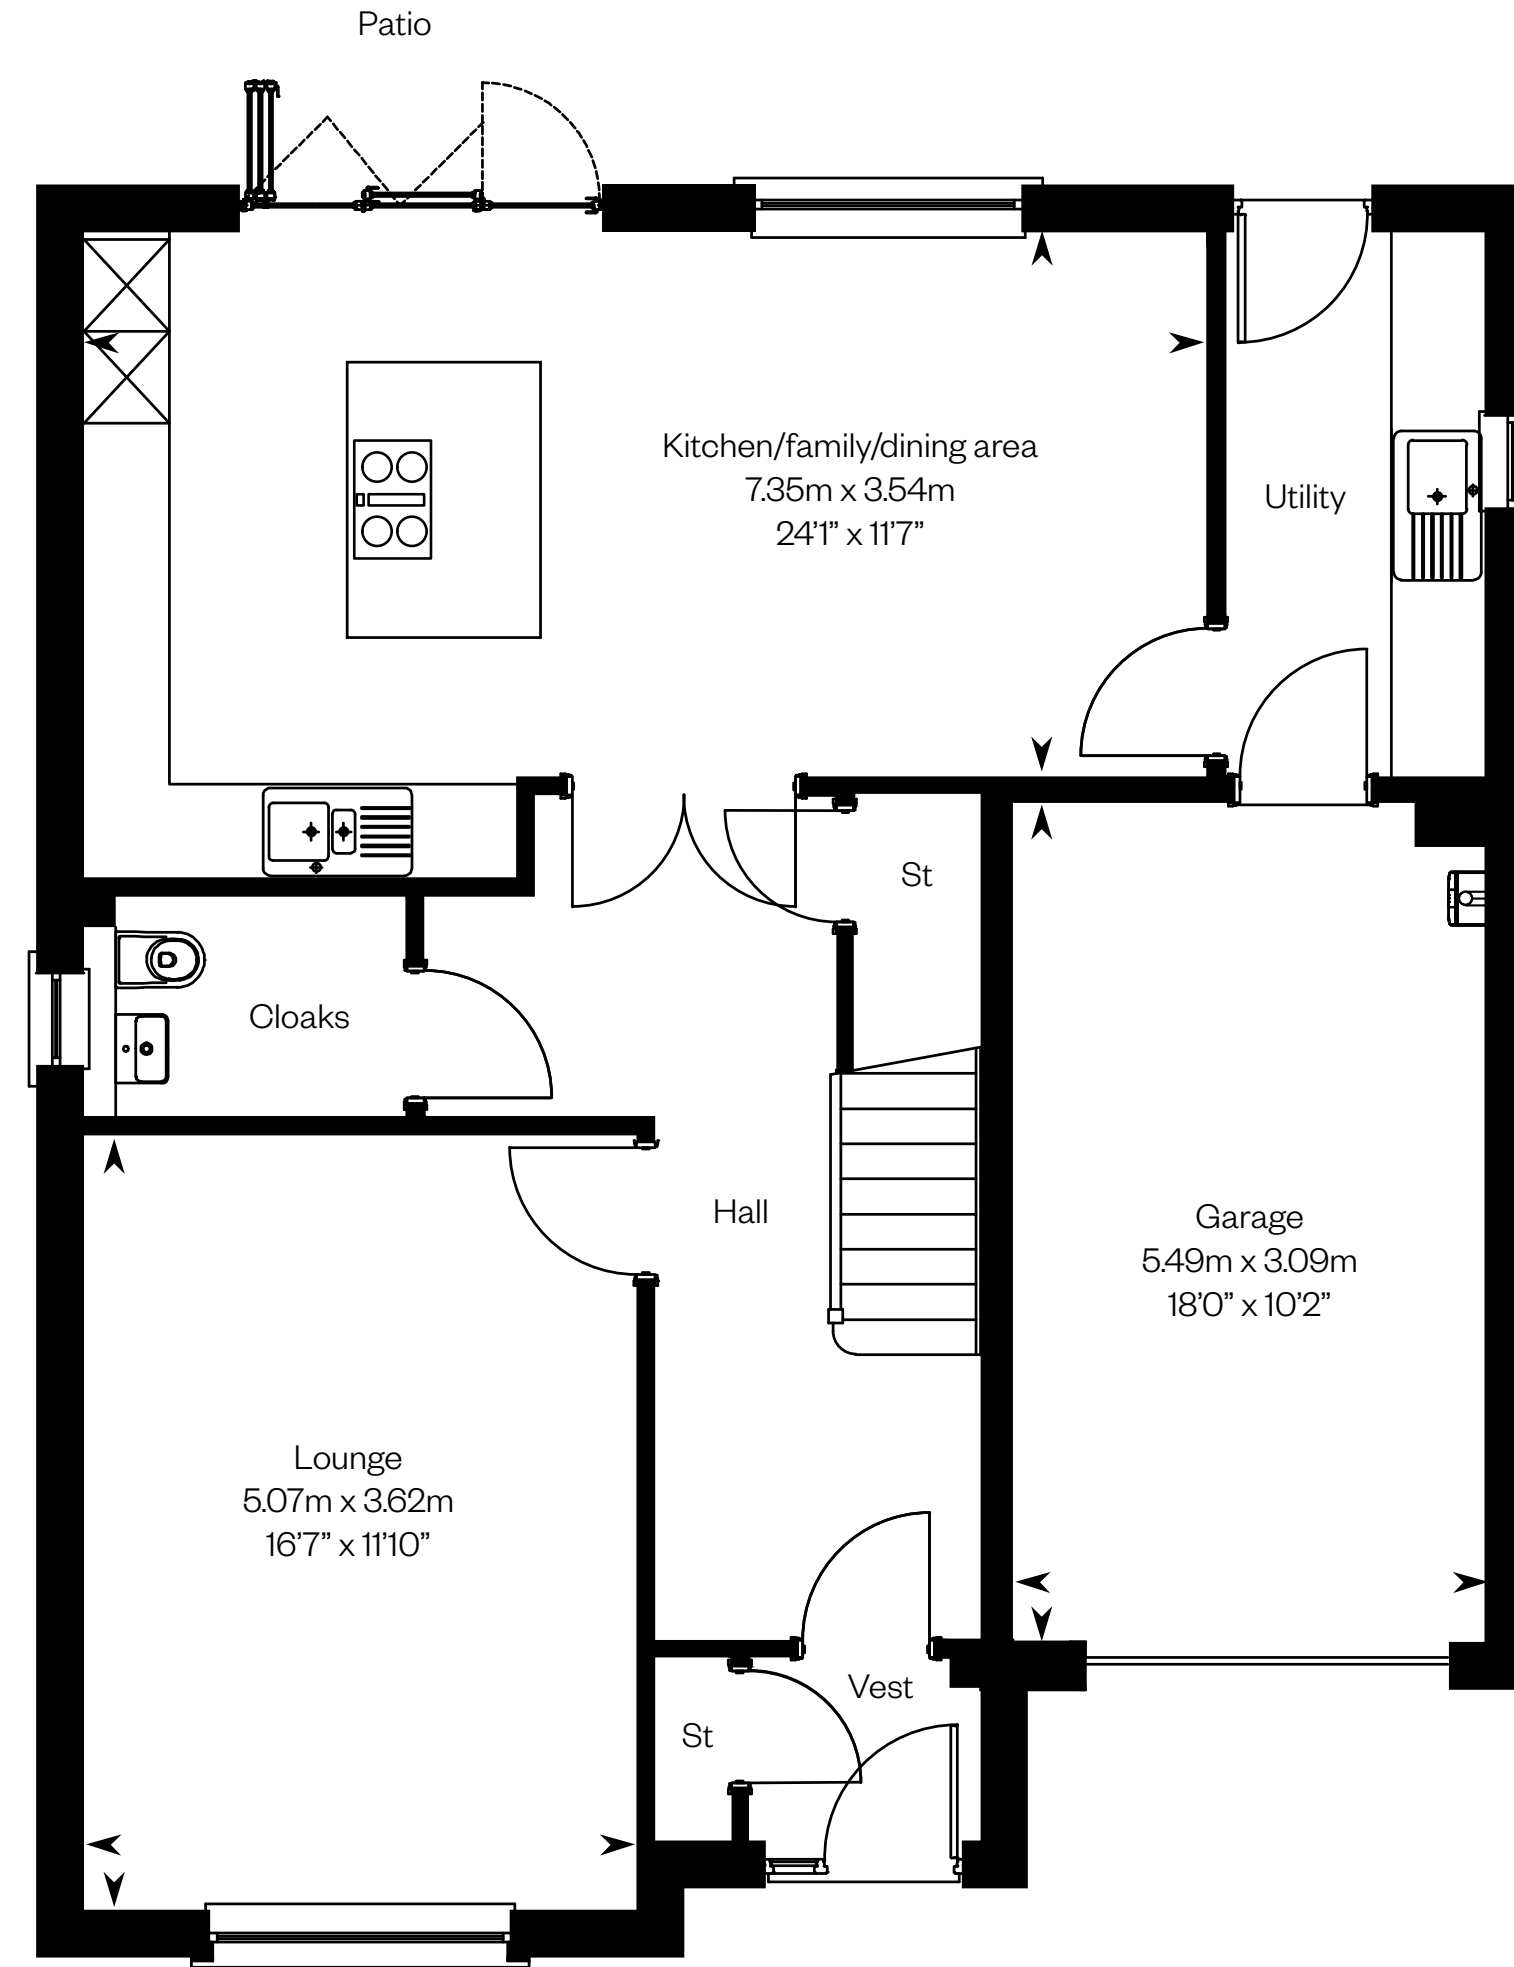 Patio
Kitchen/family/dining area
7.35m x 3.54m
24'1” x 11'7”
Utility
St
Cloaks
Hall
Garage
5.49m x 3.09m
18'0” x 10'2”
Lounge
5.07m x 3.62m
16'7” x 11'10”
Vest
St